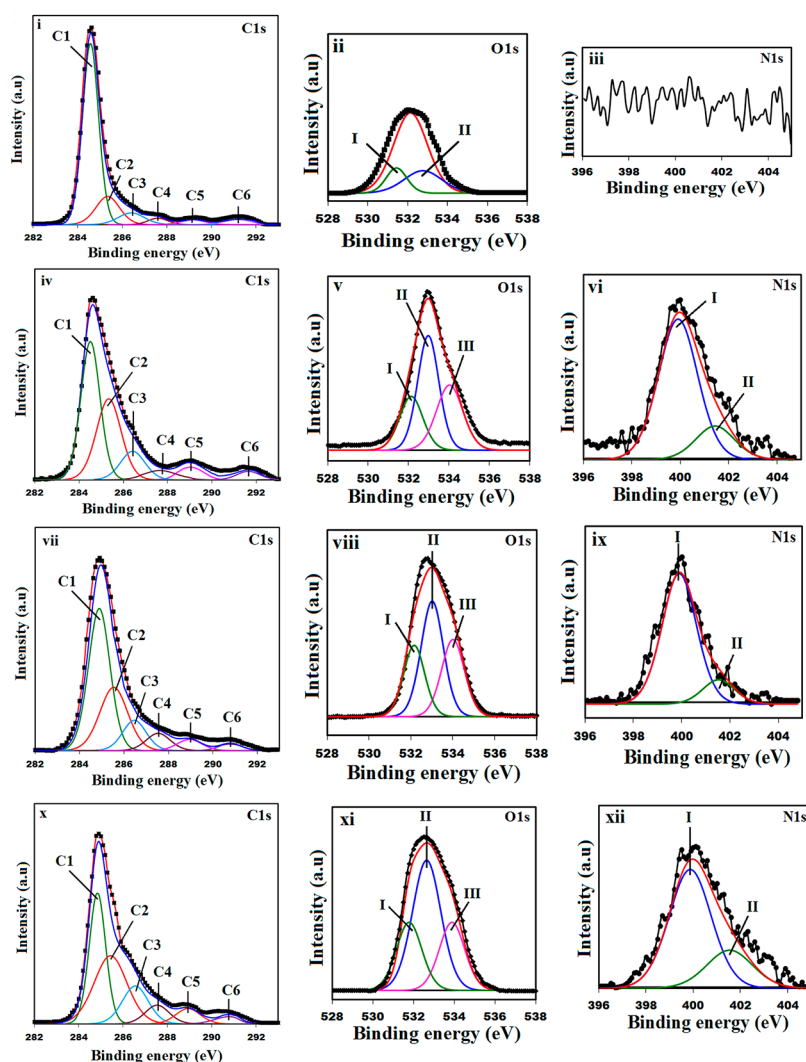 i
C1s
C1
C2
C3
C4
C5
C6
Intensity (a.u)
282 284 286 288 290 292
Binding energy (eV)
ii
O1s
I
II
Intensity (a.u)
528 530 532 534 536 538
Binding energy (eV)
iii
N1s
Intensity (a.u)
396 398 400 402 404
Binding energy (eV)
iv
C1s
C1
C2
C3
C4
C5
C6
Intensity (a.u)
282 284 286 288 290 292
Binding energy (eV)
v
O1s
II
I
III
Intensity (a.u)
528 530 532 534 536 538
Binding energy (eV)
vi
N1s
I
II
Intensity (a.u)
396 398 400 402 404
Binding energy (eV)
vii
C1s
C1
C2
C3
C4
C5
C6
Intensity (a.u)
282 284 286 288 290 292
Binding energy (eV)
viii
O1s
II
I
III
Intensity (a.u)
528 530 532 534 536 538
Binding energy (eV)
ix
N1s
I
II
Intensity (a.u)
396 398 400 402 404
Binding energy (eV)
x
C1s
C1
C2
C3
C4
C5
C6
Intensity (a.u)
282 284 286 288 290 292
Binding energy (eV)
xi
O1s
II
I
III
Intensity (a.u)
528 530 532 534 536 538
Binding energy (eV)
xii
N1s
I
II
Intensity (a.u)
396 398 400 402 404
Binding energy (eV)